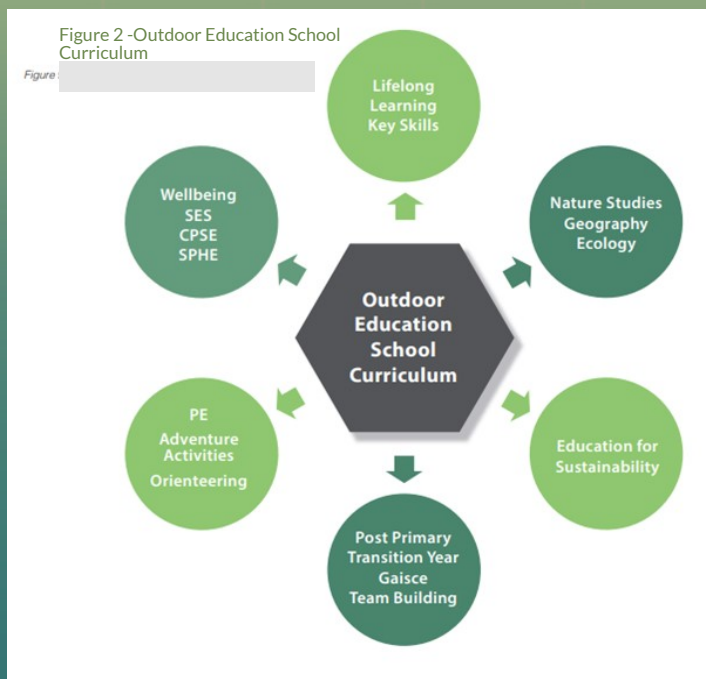 Figure 2 -Outdoor Education School
Curriculum
Figure
Lifelong
Learning
Key Skills
Wellbeing
SES
CPSE
SPHE
Nature Studies
Geography
Ecology
Outdoor
Education
School
Curriculum
PE
Adventure
Activities
Orienteering
Education for
Sustainability
Post Primary
Transition Year
Gaisce
Team Building